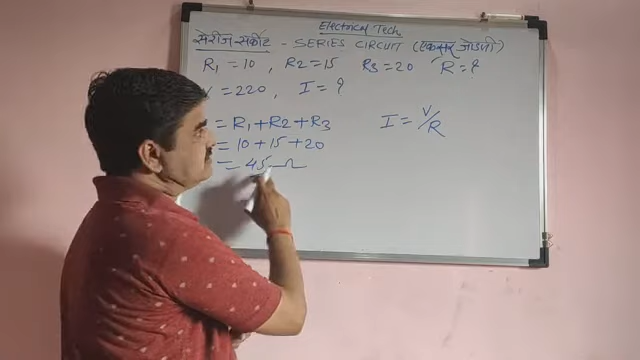 Electrical Tech.
सेरीज सर्कीट - SERIES CIRCUIT (एकसर जोडणी)
R1 = 10, R2 = 15 R3 = 20 R = ?
V = 220, I = ?
= R1 + R2 + R3 I = V/R
= 10 + 15 + 20
= 45 Ω